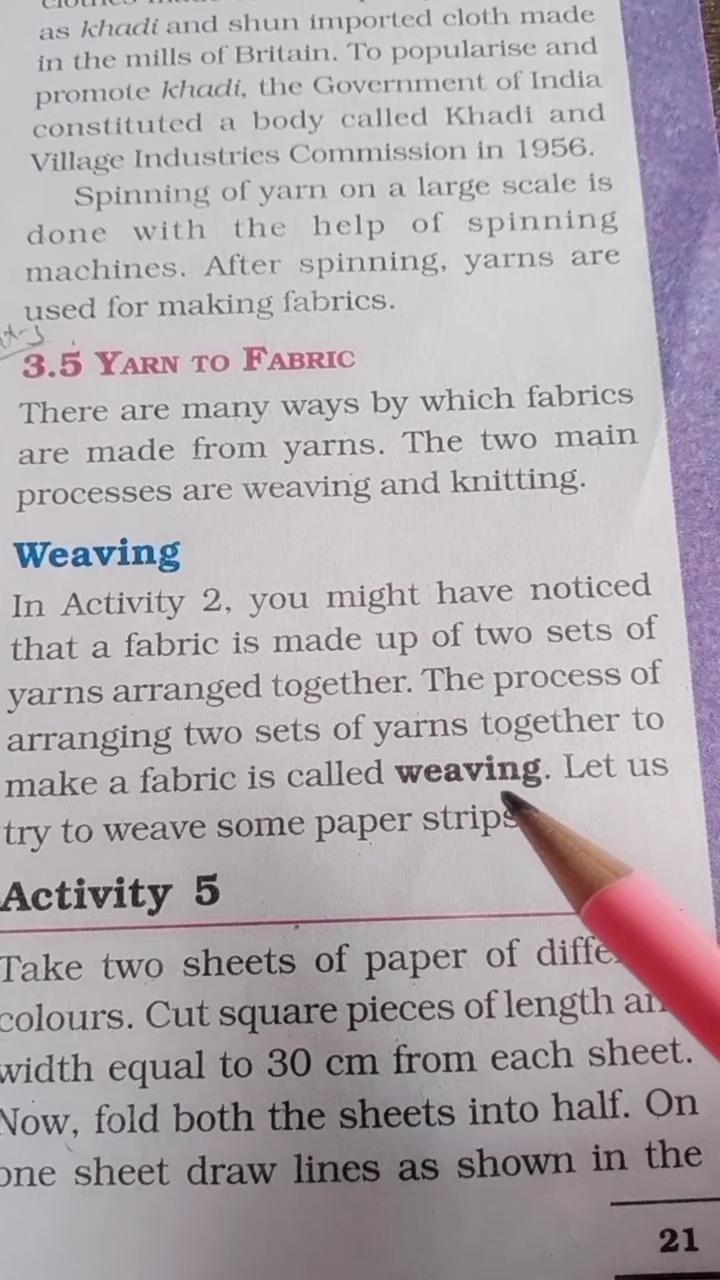 as khadi and shun imported cloth made
in the mills of Britain. To popularise and
promote khadi, the Government of India
constituted a body called Khadi and
Village Industries Commission in 1956.
Spinning of yarn on a large scale is
done with the help of spinning
machines. After spinning, yarns are
used for making fabrics.
3.5 YARN TO FABRIC
There are many ways by which fabrics
are made from yarns. The two main
processes are weaving and knitting.
Weaving
In Activity 2, you might have noticed
that a fabric is made up of two sets of
yarns arranged together. The process of
arranging two sets of yarns together to
make a fabric is called weaving. Let us
try to weave some paper strips
Activity 5
Take two sheets of paper of
colours. Cut square pieces of length
width equal to 30 cm from each sheet.
Now, fold both the sheets into half. On
one sheet draw lines as shown in the
21